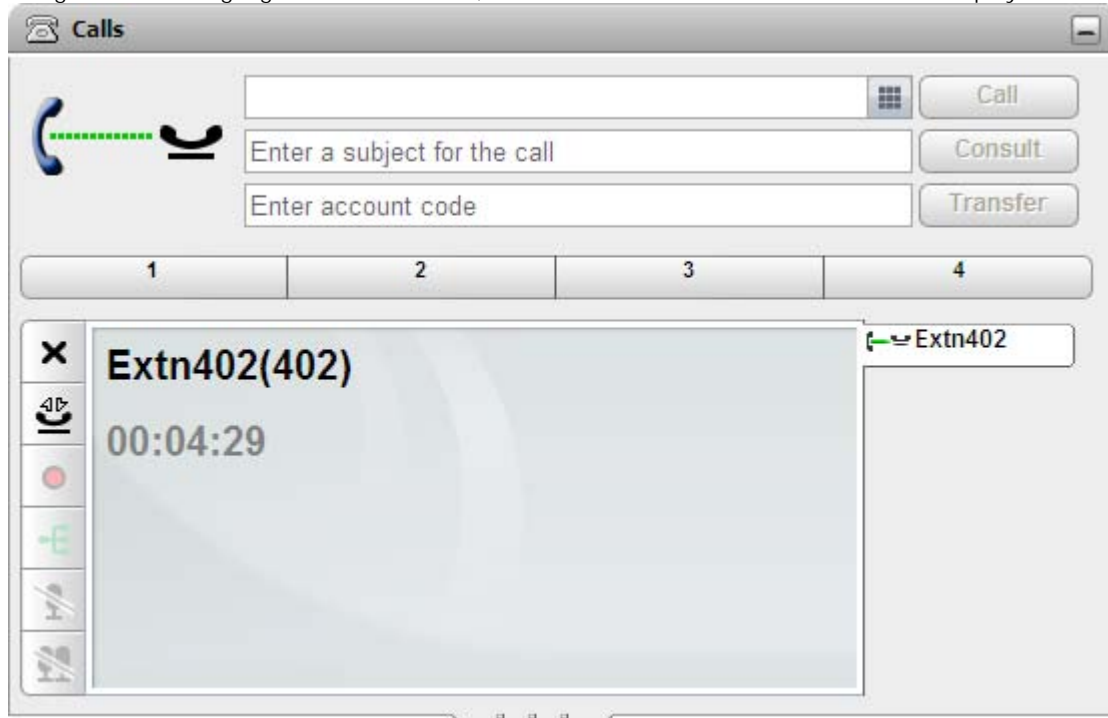 Calls
Call
Enter a subject for the call
Consult
Enter account code
Transfer
1 2 3 4
Extn402(402)
Extn402
00:04:29